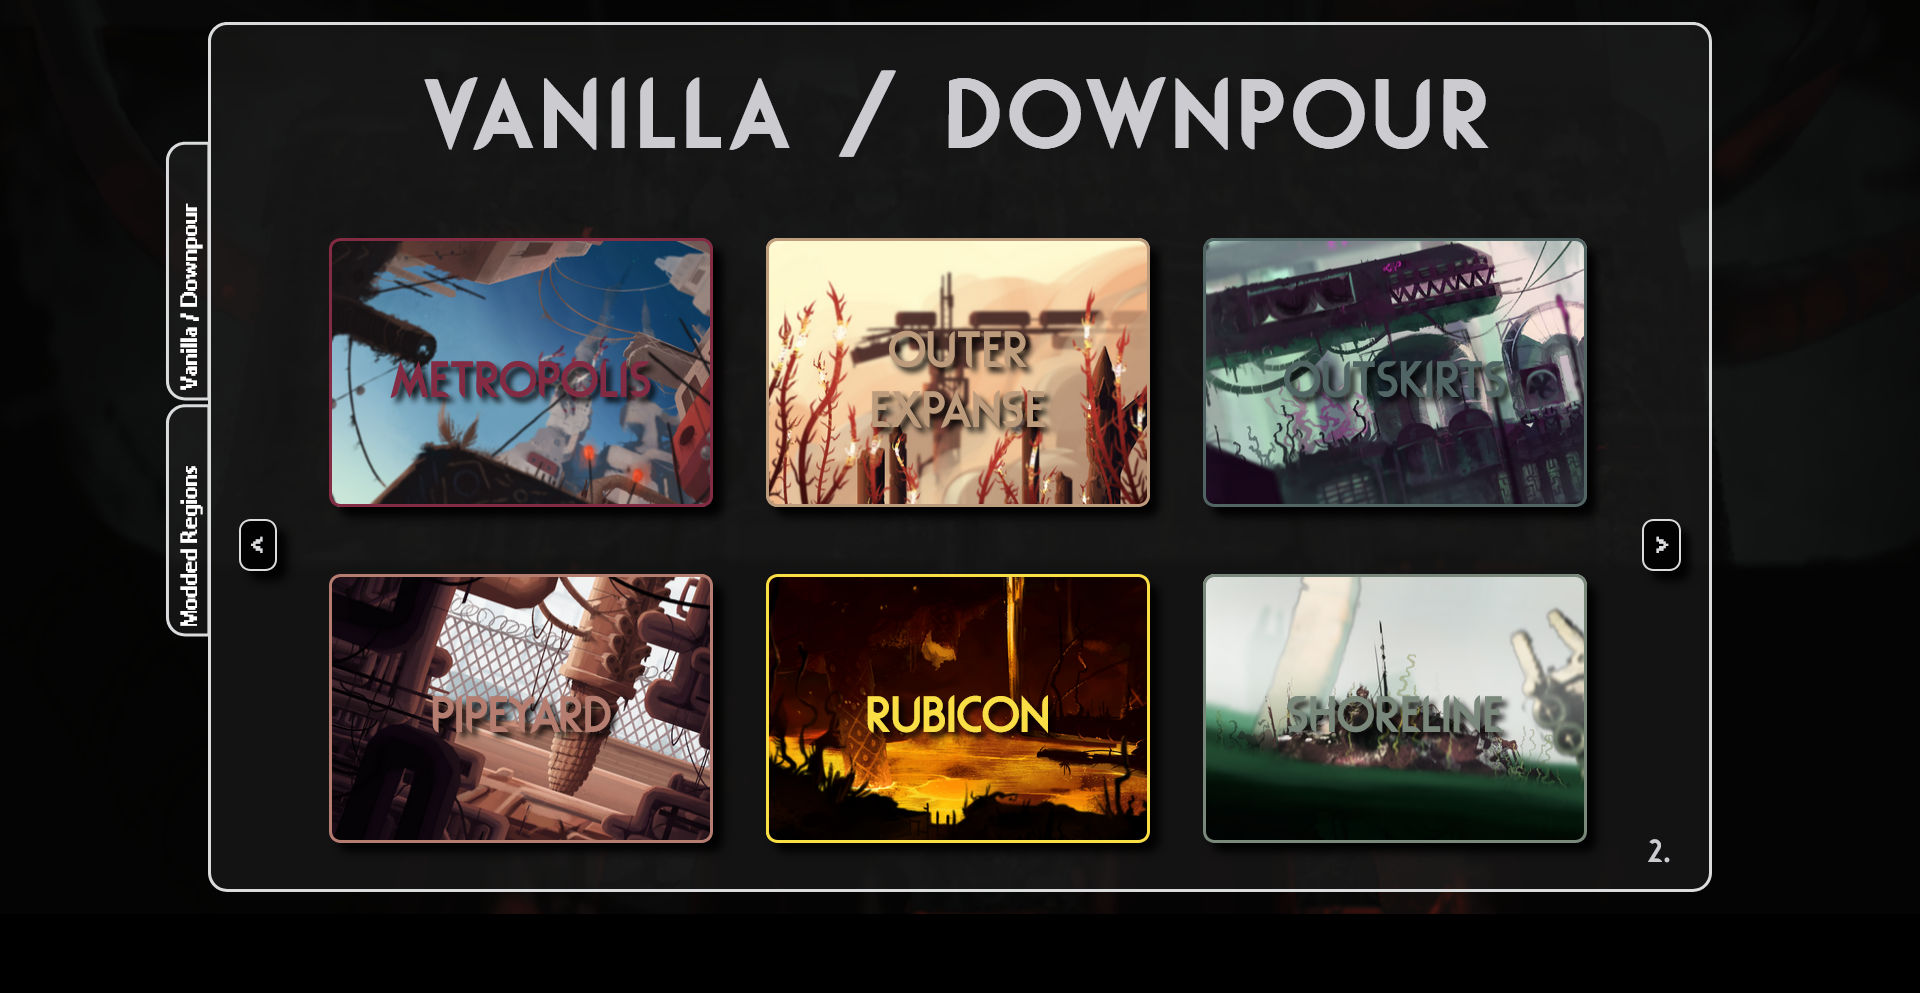 VANILLA / DOWNPOUR
Vanilla / Downpour
Modded Regions
METROPOLIS
OUTER
EXPANSE
OUTSKIRTS
<
>
PIPEYARD
RUBICON
SHORELINE
2.